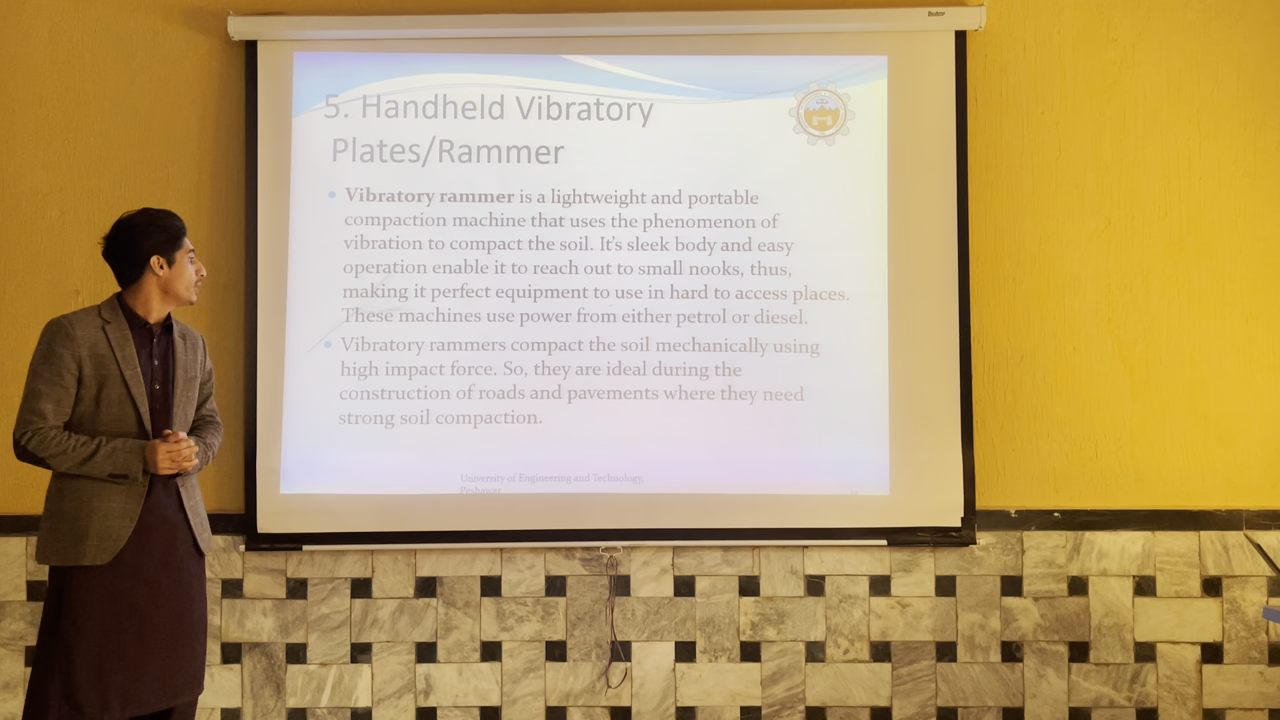 5. Handheld Vibratory
Plates/Rammer
Vibratory rammer is a lightweight and portable
compaction machine that uses the phenomenon of
vibration to compact the soil. It's sleek body and easy
operation enable it to reach out to small nooks, thus,
making it perfect equipment to use in hard to access places.
These machines use power from either petrol or diesel.
Vibratory rammers compact the soil mechanically using
high impact force. So, they are ideal during the
construction of roads and pavements where they need
strong soil compaction.
University of Engineering and Technology,
Peshawar